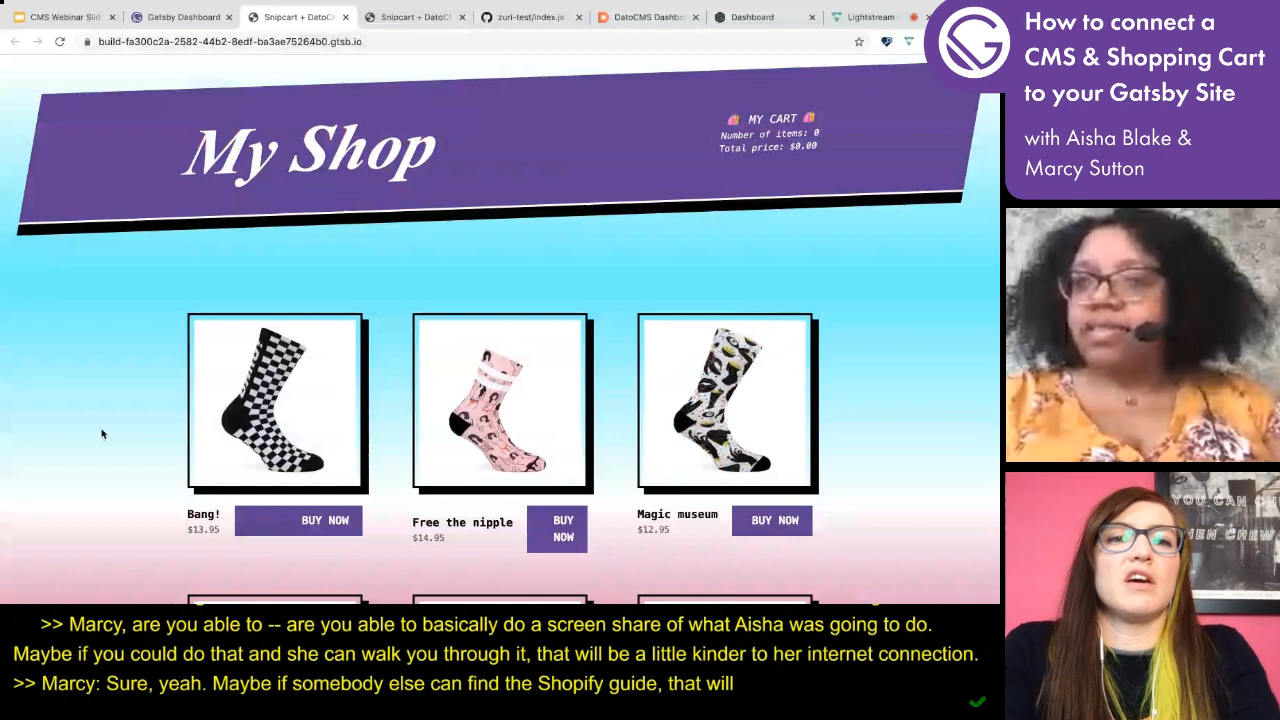 CMS Webinar Slid
Gatsby Dashboard
Snipcart + DatoC
Snipcart + DatoC
zuri-test/index.js
DatoCMS Dashbo
Dashboard
Lightstream -
build-fa300c2a-2582-44b2-8edf-ba3ae75264b0.gtsb.io
How to connect a
CMS & Shopping Cart
to your Gatsby Site
with Aisha Blake &
Marcy Sutton
My Shop
MY CART
Number of items: 0
Total price: $0.00
Bang!
$13.95
BUY NOW
Free the nipple
$14.95
BUY
NOW
Magic museum
$12.95
BUY NOW
YOU CAN
HEN CHEW
>> Marcy, are you able to -- are you able to basically do a screen share of what Aisha was going to do.
Maybe if you could do that and she can walk you through it, that will be a little kinder to her internet connection.
>> Marcy: Sure, yeah. Maybe if somebody else can find the Shopify guide, that will